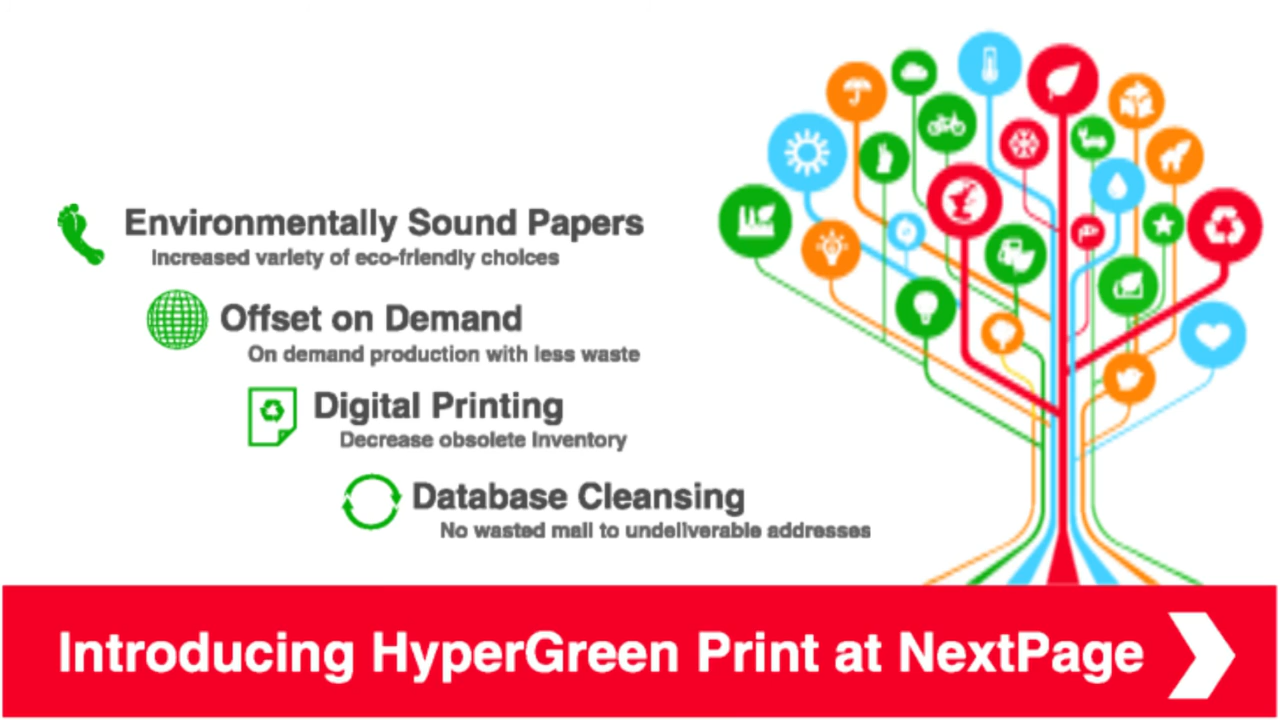 Environmentally Sound Papers
Increased variety of eco-friendly choices
Offset on Demand
On demand production with less waste
Digital Printing
Decrease obsolete Inventory
Database Cleansing
No wasted mail to undeliverable addresses
Introducing HyperGreen Print at NextPage